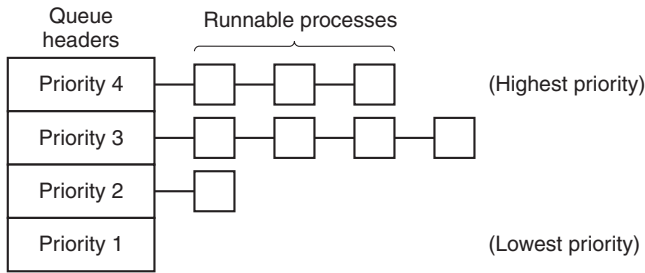 Queue
headers
Runnable processes
Priority 4
(Highest priority)
Priority 3
Priority 2
Priority 1
(Lowest priority)